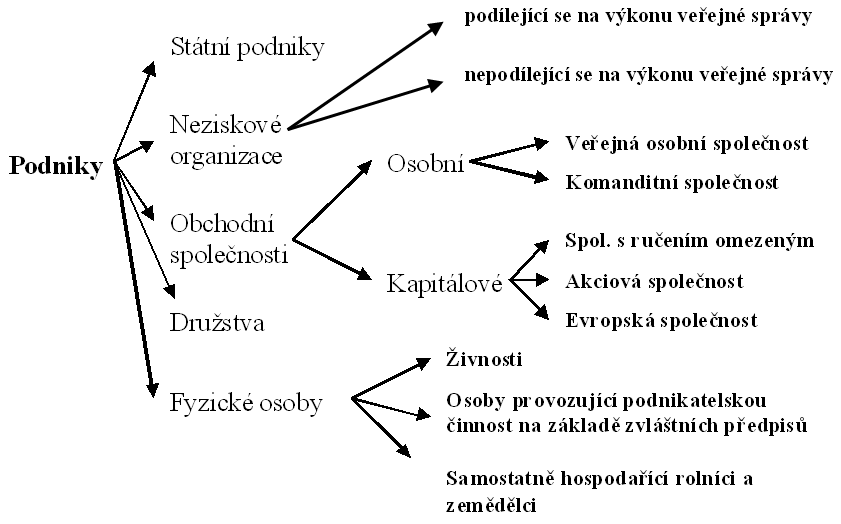 Podniky
Státní podniky
Neziskové
organizace
podílející se na výkonu veřejné správy
nepodílející se na výkonu veřejné správy
Obchodní
společnosti
Osobní
Veřejná osobní společnost
Komanditní společnost
Kapitálové
Spol. s ručením omezeným
Akciová společnost
Evropská společnost
Družstva
Fyzické osoby
Živnosti
Osoby provozující podnikatelskou
činnost na základě zvláštních předpisů
Samostatně hospodařící rolníci a
zemědělci